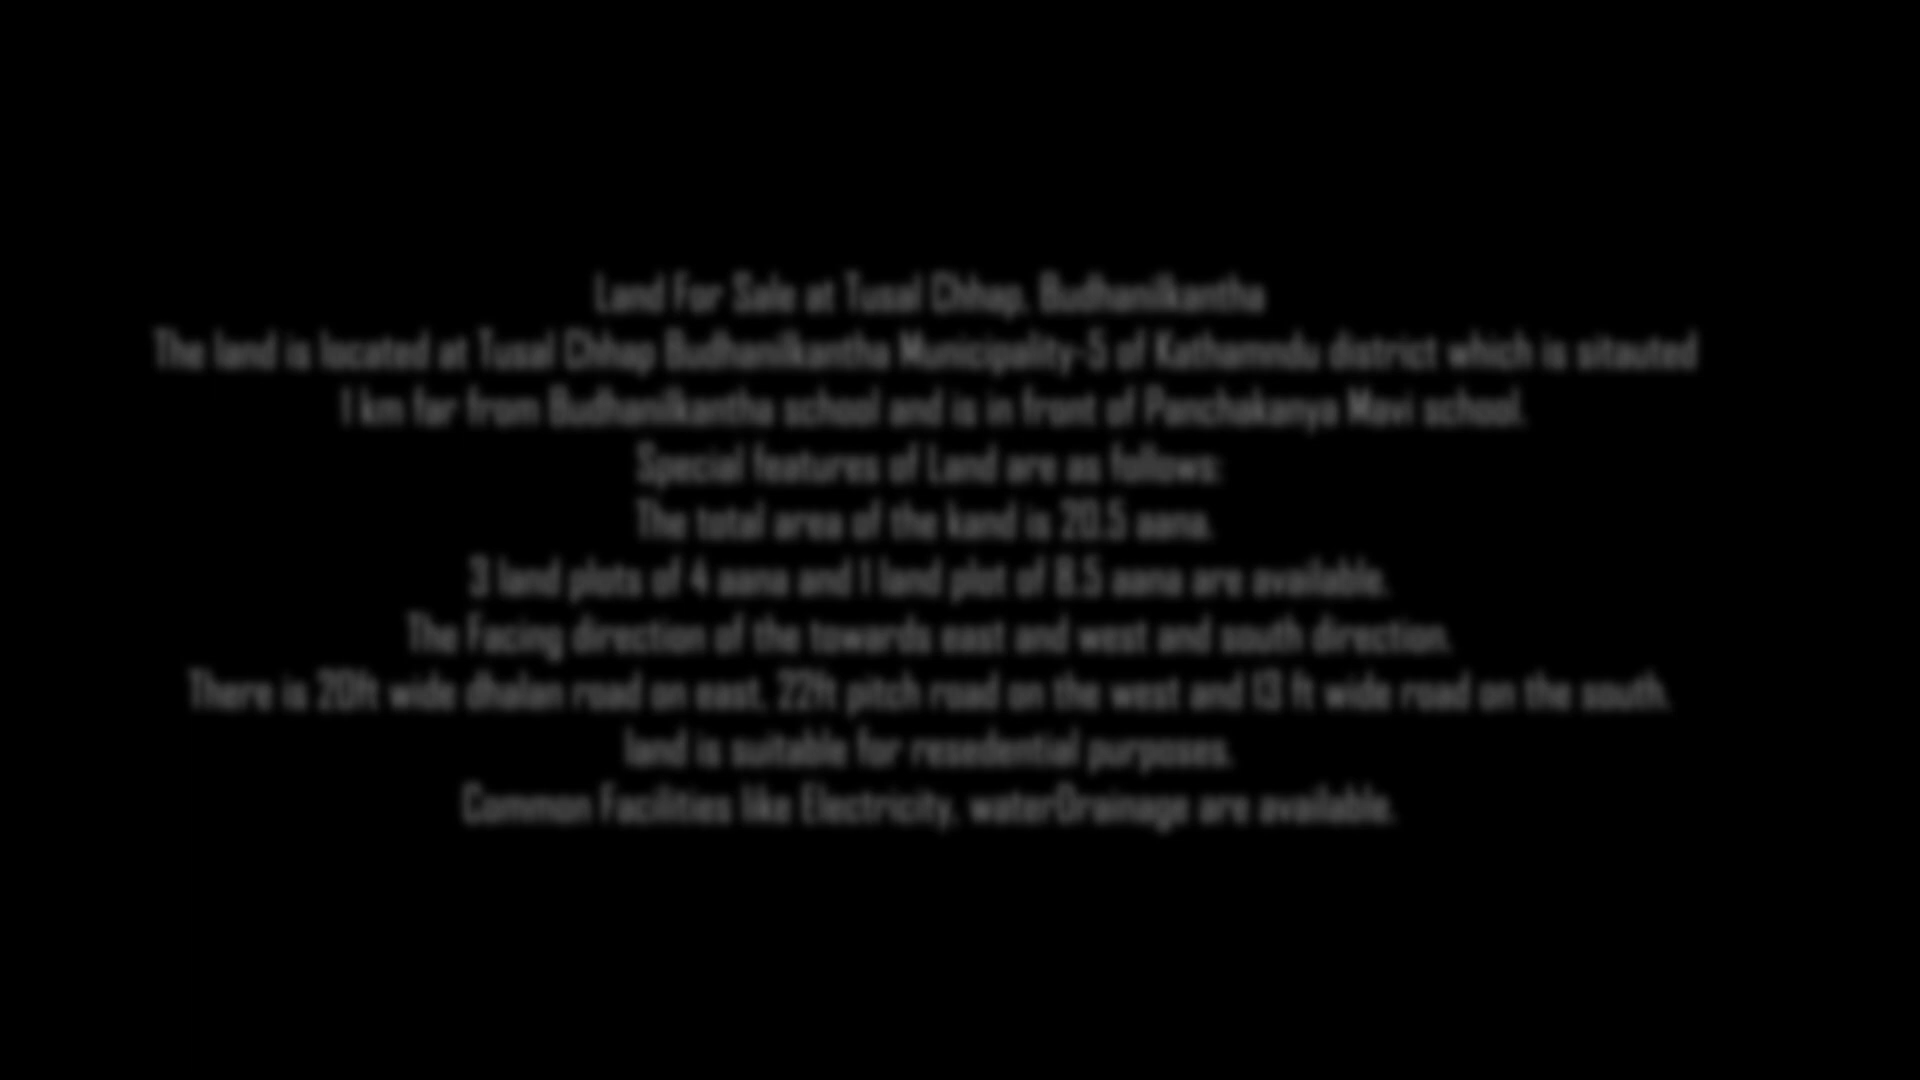 Land For Sale at Tusal Chhap, Budhanilkantha
The land is located at Tusal Chhap Budhanilkantha Municipality-5 of Kathamndu district which is sitauted
1 km far from Budhanilkantha school and is in front of Panchakanya Mavi school.
Special features of Land are as follows:
The total area of the kand is 20.5 aana.
3 land plots of 4 aana and 1 land plot of 8.5 aana are available.
The Facing direction of the towards east and west and south direction.
There is 20ft wide dhalan road on east, 22ft pitch road on the west and 13 ft wide road on the south.
land is suitable for resedential purposes.
Common Facilities like Electricity, waterDrainage are available.